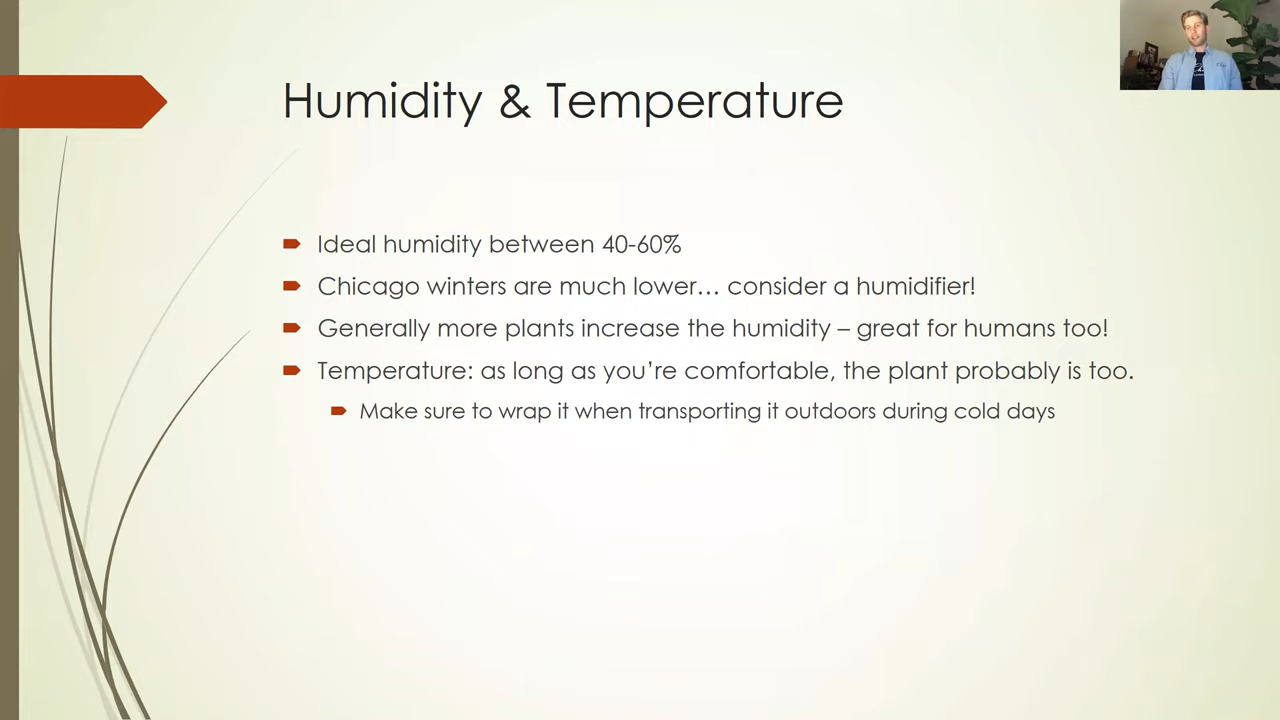 Humidity & Temperature
Ideal humidity between 40-60%
Chicago winters are much lower… consider a humidifier!
Generally more plants increase the humidity – great for humans too!
Temperature: as long as you're comfortable, the plant probably is too.
Make sure to wrap it when transporting it outdoors during cold days